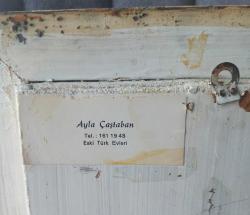 Ayla Çaştaban
Tel.: 161 19 48
Eski Türk Evleri